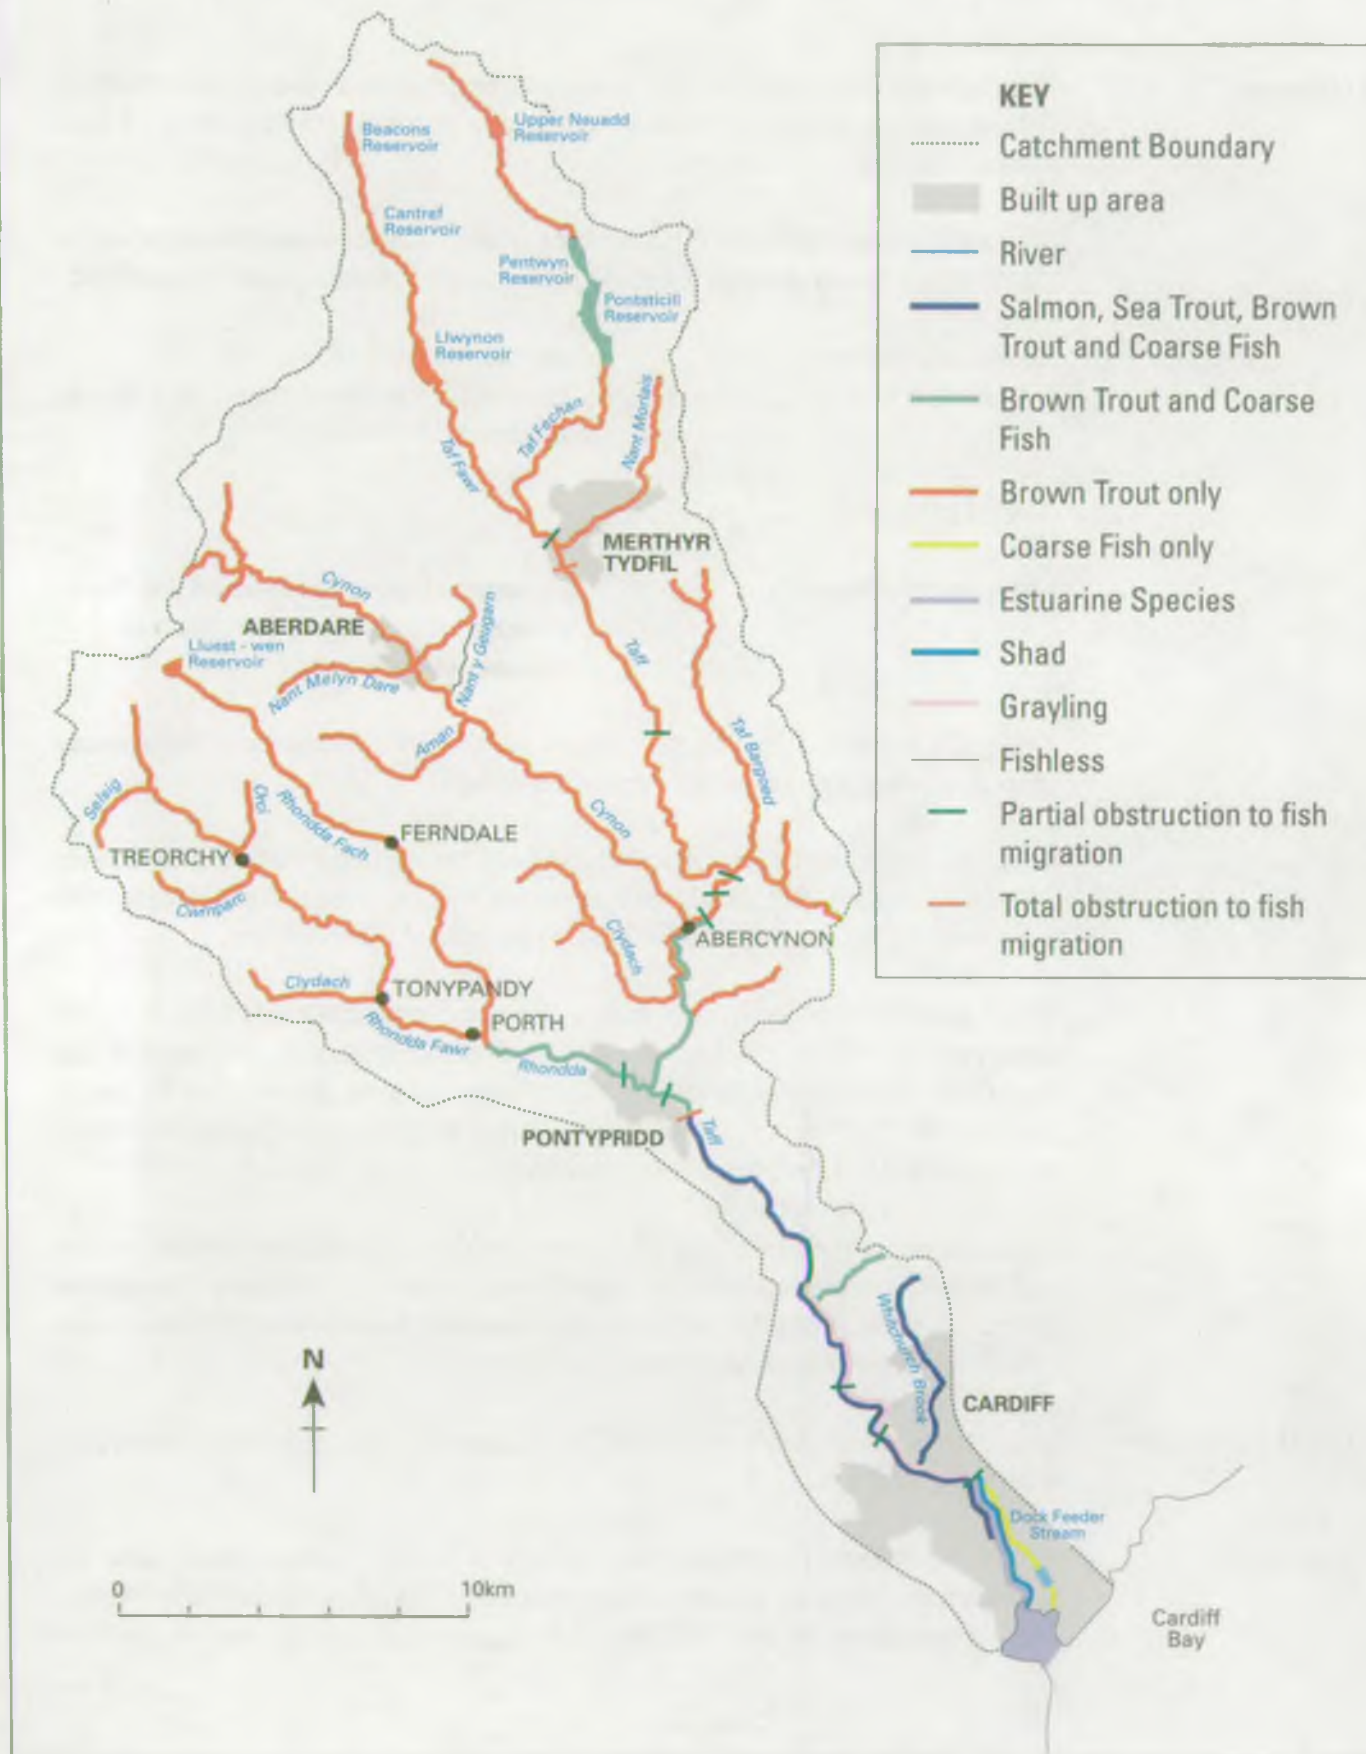 Beacons
Reservoir
Upper Neuadd
Reservoir
Cantref
Reservoir
Pentwyn
Reservoir
Pontsticill
Reservoir
Llwynon
Reservoir
Taf Fechan
Nant Morlais
Taf Fawr
MERTHYR
TYDFIL
Cynon
ABERDARE
Lluest - wen
Reservoir
Nant Melyn Dare
Nant y Geugarn
Taff
Aman
Taf Bargoed
Selsig
Orci
Rhondda Fach
FERNDALE
Cynon
TREORCHY
Cwmparc
Clydach
ABERCYNON
Clydach
TONYPANDY
PORTH
Rhondda Fawr
Rhondda
PONTYPRIDD
Taff
Whitchurch Brook
CARDIFF
Dock Feeder
Stream
Cardiff
Bay
N
0 10km
KEY
Catchment Boundary
Built up area
River
Salmon, Sea Trout, Brown
Trout and Coarse Fish
Brown Trout and Coarse
Fish
Brown Trout only
Coarse Fish only
Estuarine Species
Shad
Grayling
Fishless
Partial obstruction to fish
migration
Total obstruction to fish
migration